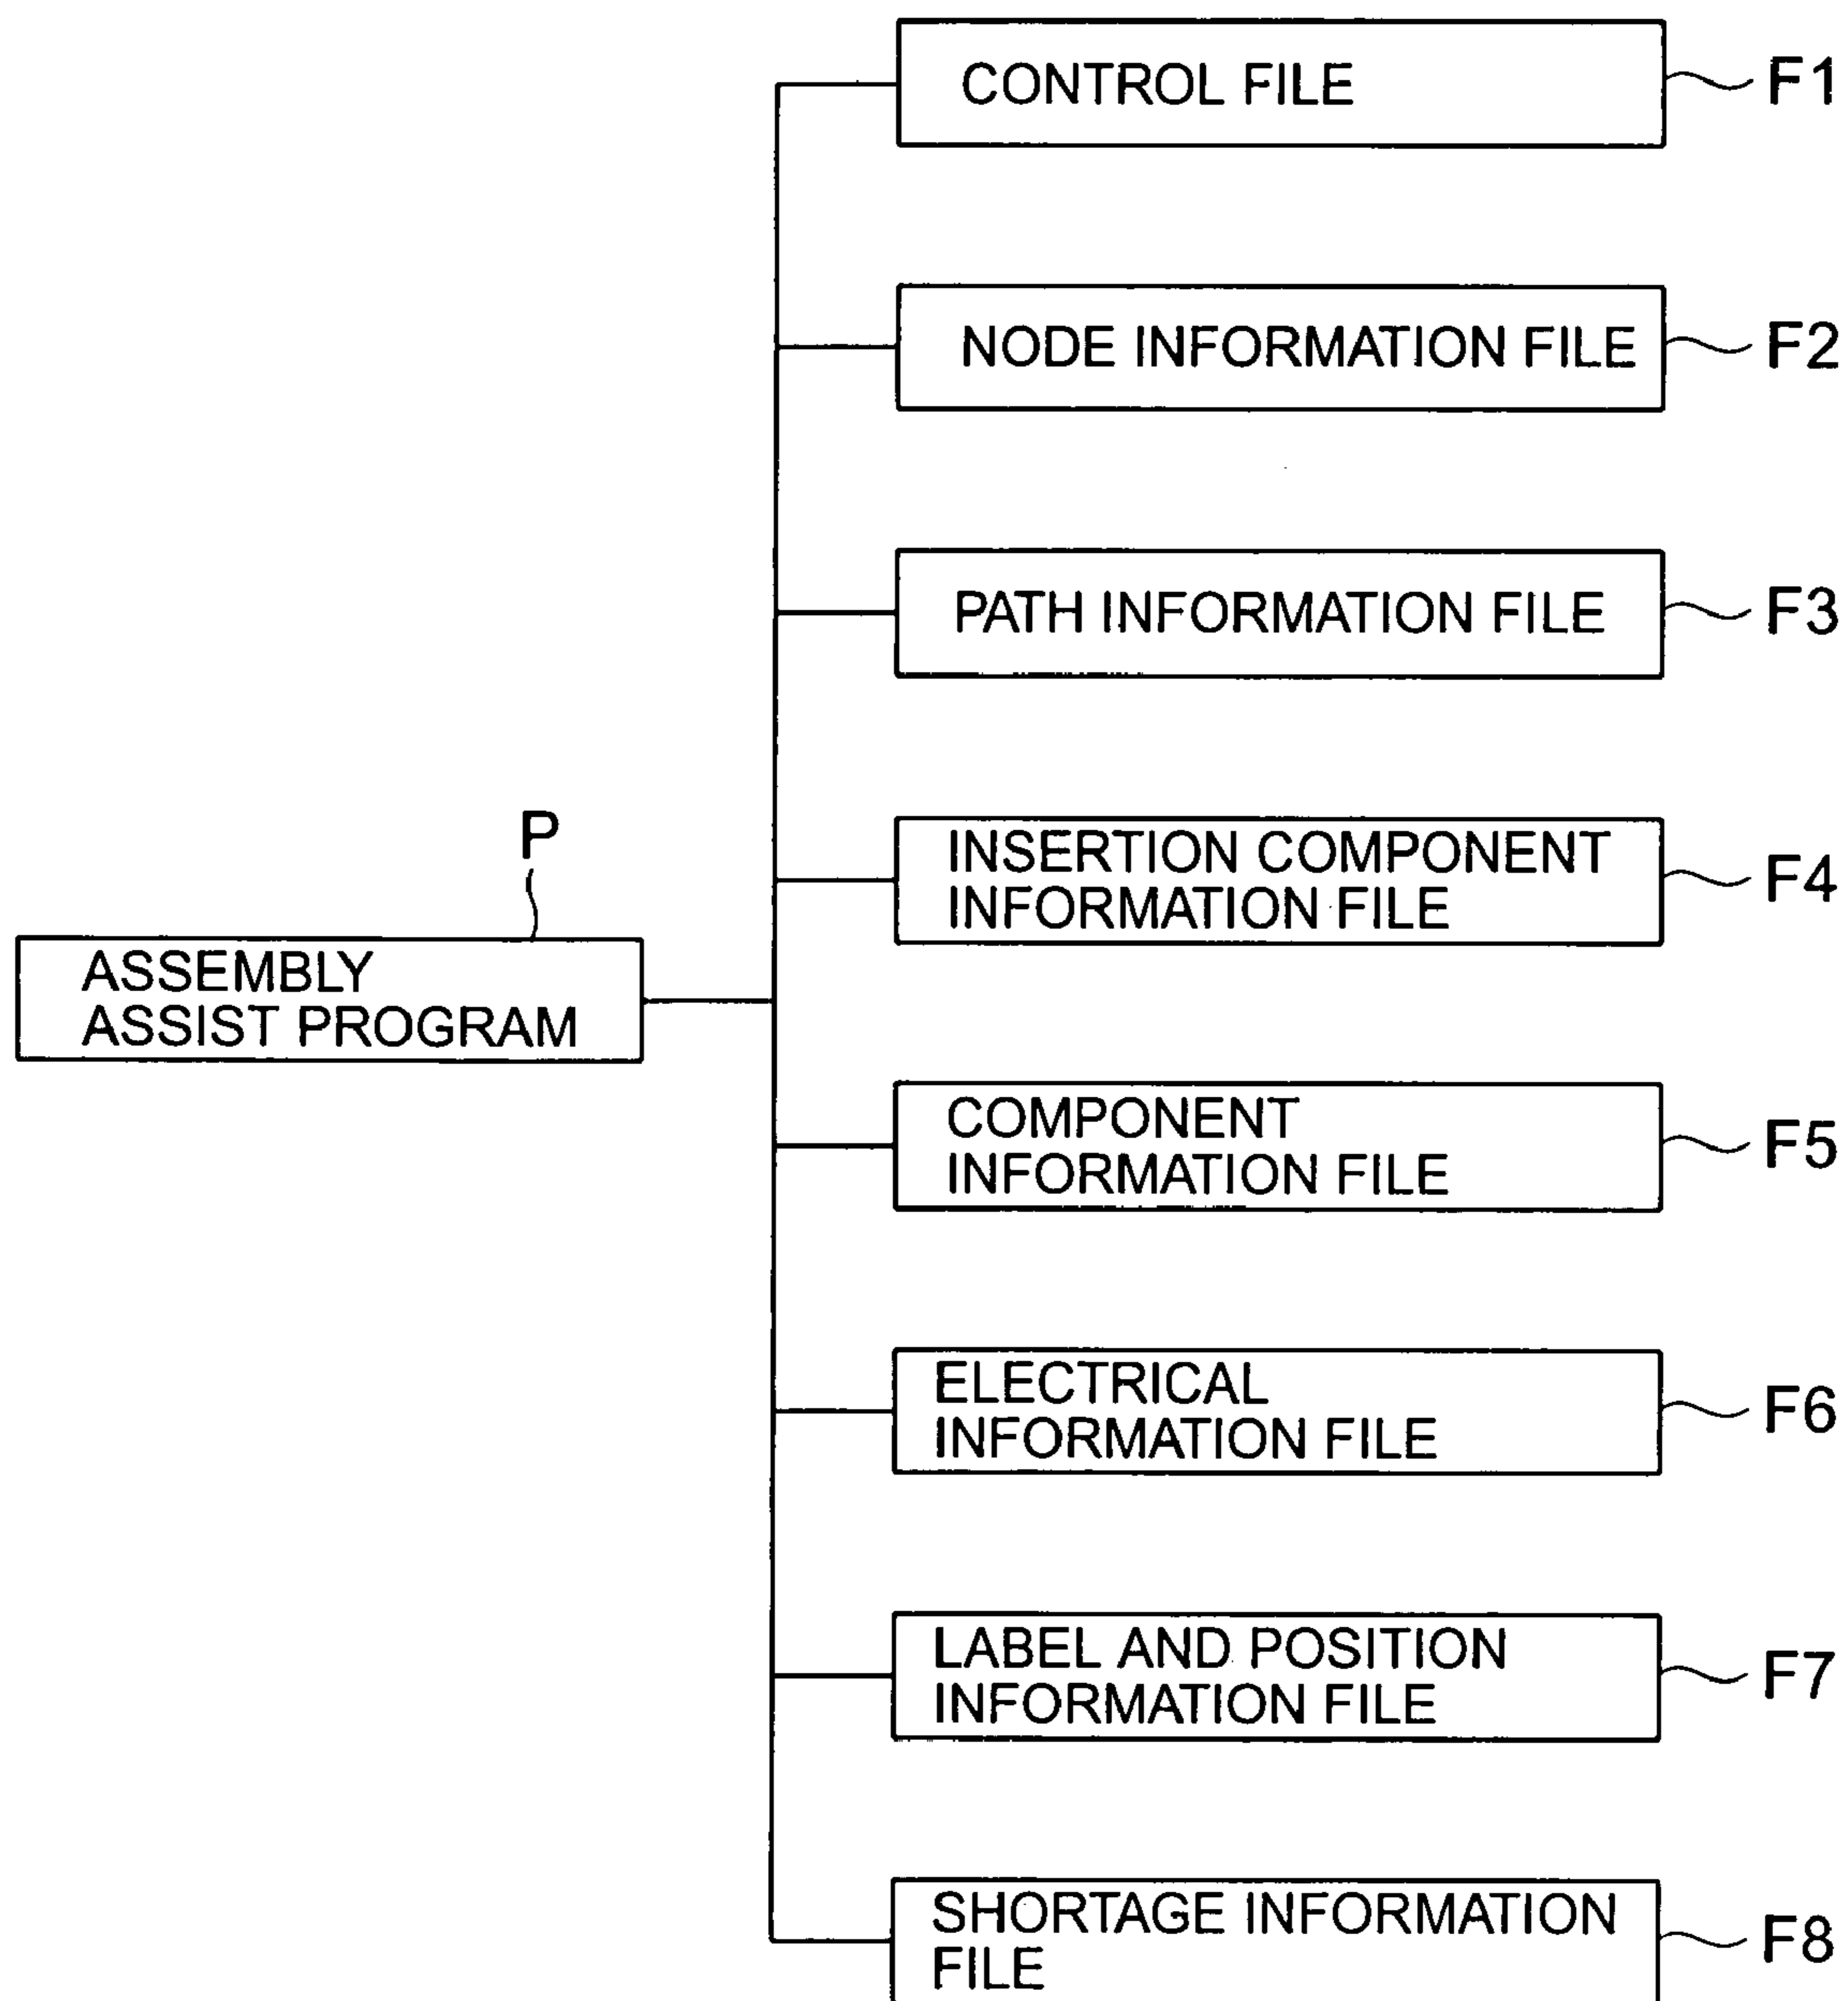 CONTROL FILE
F1
NODE INFORMATION FILE
F2
PATH INFORMATION FILE
F3
INSERTION COMPONENT
INFORMATION FILE
F4
P
ASSEMBLY
ASSIST PROGRAM
COMPONENT
INFORMATION FILE
F5
ELECTRICAL
INFORMATION FILE
F6
LABEL AND POSITION
INFORMATION FILE
F7
SHORTAGE INFORMATION
FILE
F8